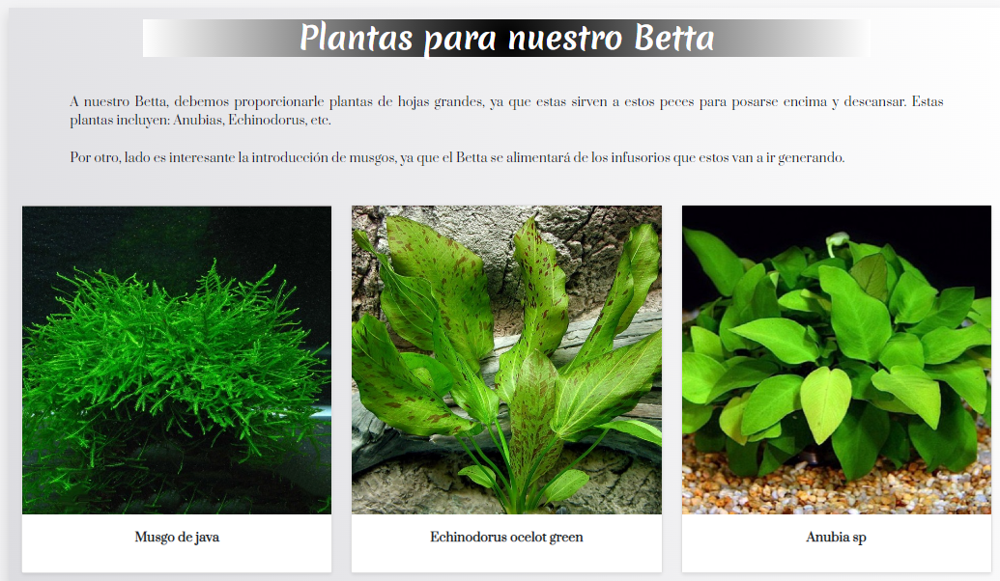 Plantas para nuestro Betta
A nuestro Betta, debemos proporcionarle plantas de hojas grandes, ya que estas sirven a estos peces para posarse encima y descansar. Estas
plantas incluyen: Anubias, Echinodorus, etc.
Por otro, lado es interesante la introducción de musgos, ya que el Betta se alimentará de los infusorios que estos van a ir generando.
Musgo de java
Echinodorus ocelot green
Anubia sp